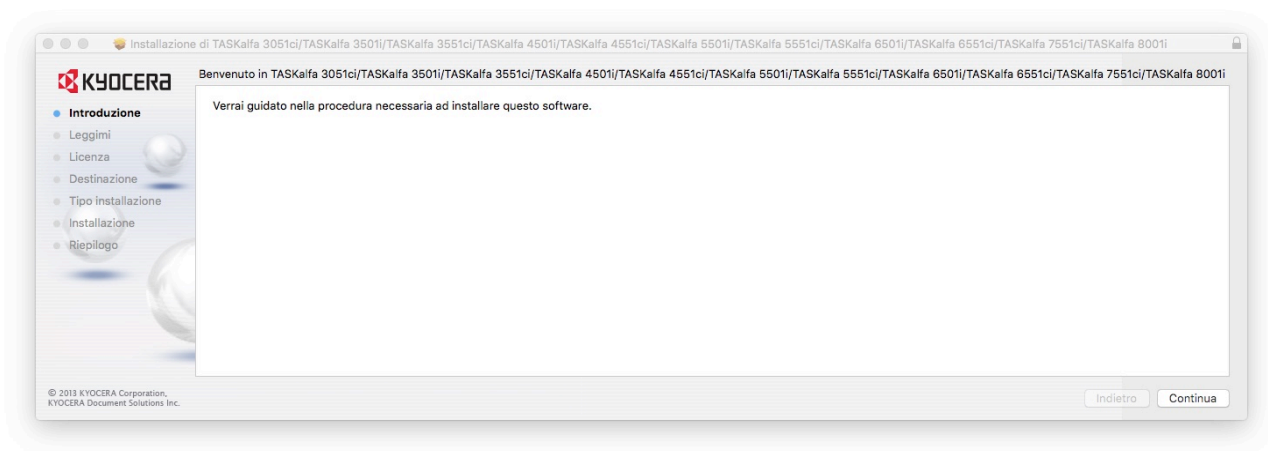 Installazione di TASKalfa 3051ci/TASKalfa 3501i/TASKalfa 3551ci/TASKalfa 4501i/TASKalfa 4551ci/TASKalfa 5501i/TASKalfa 5551ci/TASKalfa 6501i/TASKalfa 6551ci/TASKalfa 7551ci/TASKalfa 8001i
KYOCERA
Benvenuto in TASKalfa 3051ci/TASKalfa 3501i/TASKalfa 3551ci/TASKalfa 4501i/TASKalfa 4551ci/TASKalfa 5501i/TASKalfa 5551ci/TASKalfa 6501i/TASKalfa 6551ci/TASKalfa 7551ci/TASKalfa 8001i
Introduzione
Leggimi
Licenza
Destinazione
Tipo installazione
Installazione
Riepilogo
Verrai guidato nella procedura necessaria ad installare questo software.
© 2013 KYOCERA Corporation,
KYOCERA Document Solutions Inc.
Indietro
Continua